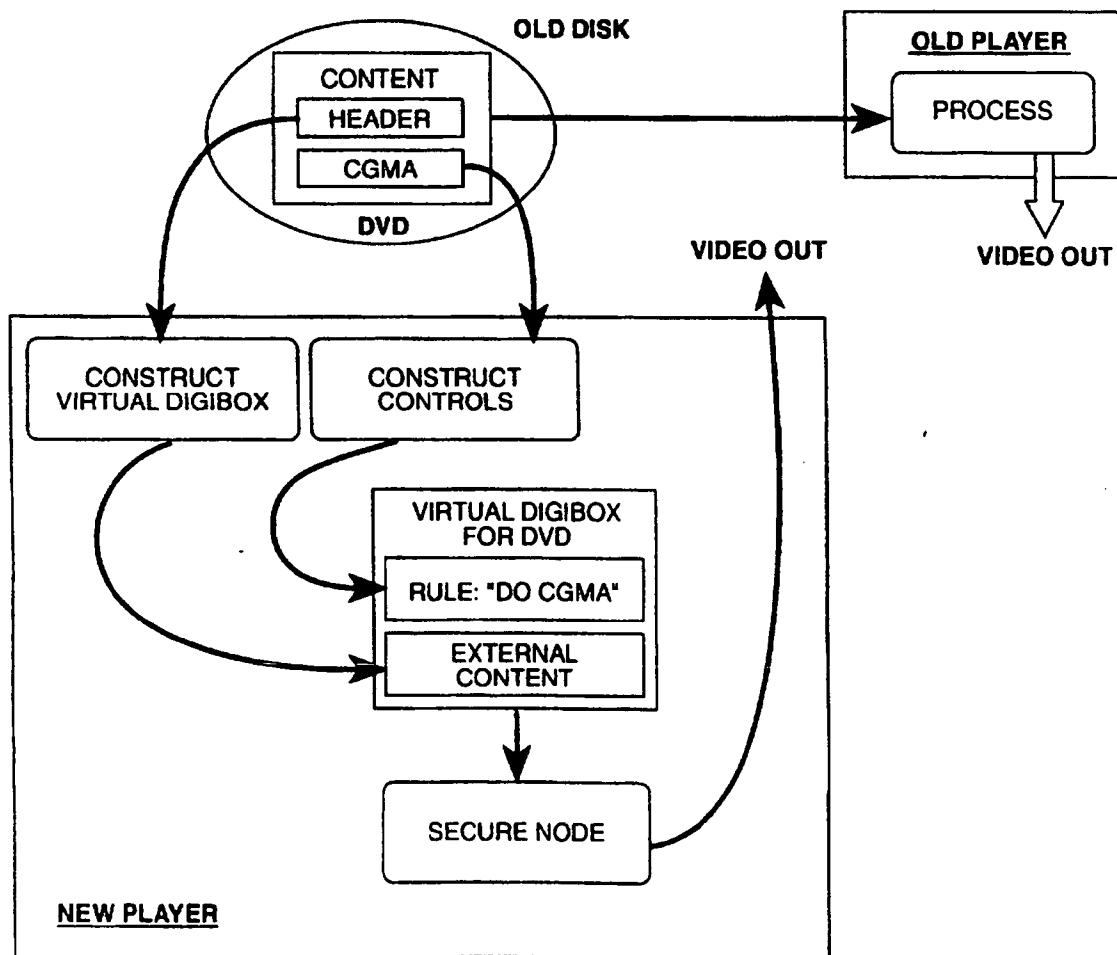 OLD DISK
CONTENT
HEADER
CGMA
DVD
OLD PLAYER
PROCESS
VIDEO OUT
VIDEO OUT
CONSTRUCT
VIRTUAL DIGIBOX
CONSTRUCT
CONTROLS
VIRTUAL DIGIBOX
FOR DVD
RULE: "DO CGMA"
EXTERNAL
CONTENT
SECURE NODE
NEW PLAYER